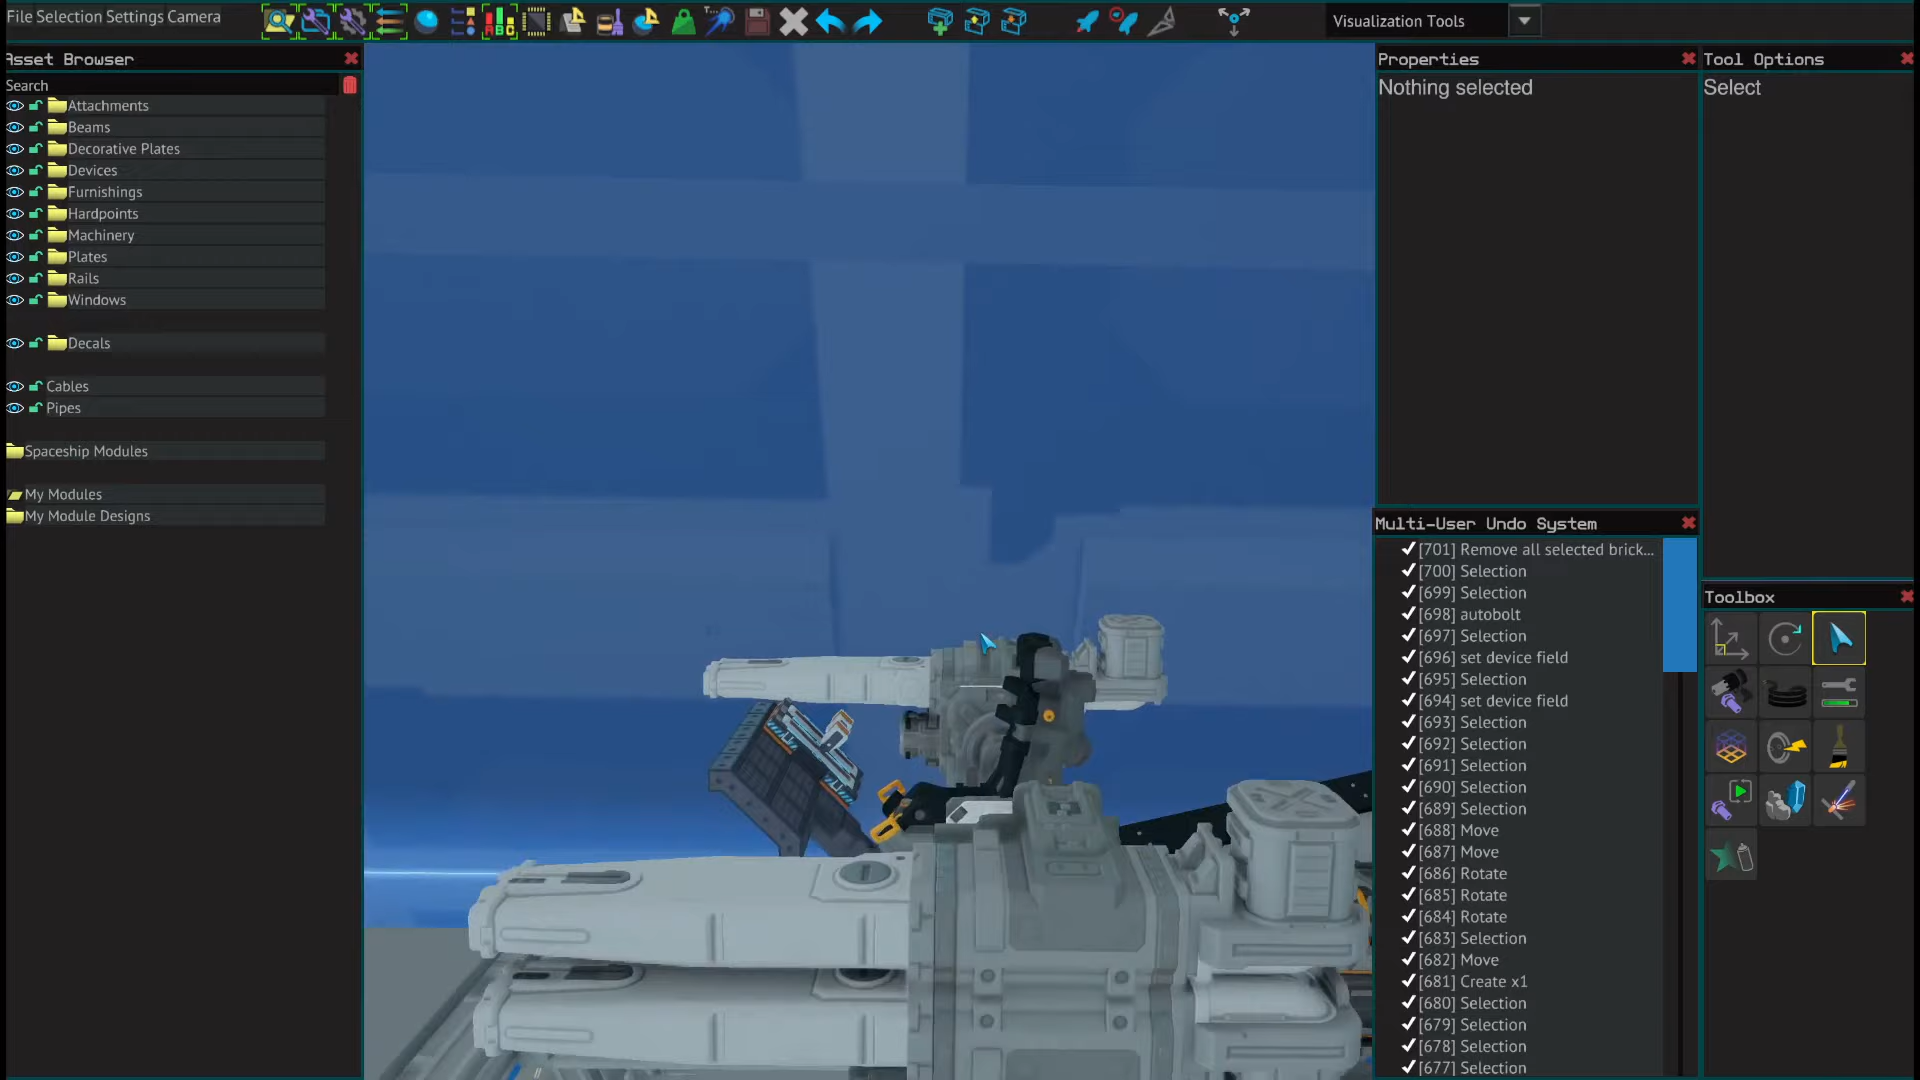 File Selection Settings Camera
ABC
Visualization Tools
Asset Browser
Search
Attachments
Beams
Decorative Plates
Devices
Furnishings
Hardpoints
Machinery
Plates
Rails
Windows
Decals
Cables
Pipes
Spaceship Modules
My Modules
My Module Designs
Properties
Nothing selected
Tool Options
Select
Multi-User Undo System
[701] Remove all selected brick...
[700] Selection
[699] Selection
[698] autobolt
[697] Selection
[696] set device field
[695] Selection
[694] set device field
[693] Selection
[692] Selection
[691] Selection
[690] Selection
[689] Selection
[688] Move
[687] Move
[686] Rotate
[685] Rotate
[684] Rotate
[683] Selection
[682] Move
[681] Create x1
[680] Selection
[679] Selection
[678] Selection
[677] Selection
Toolbox